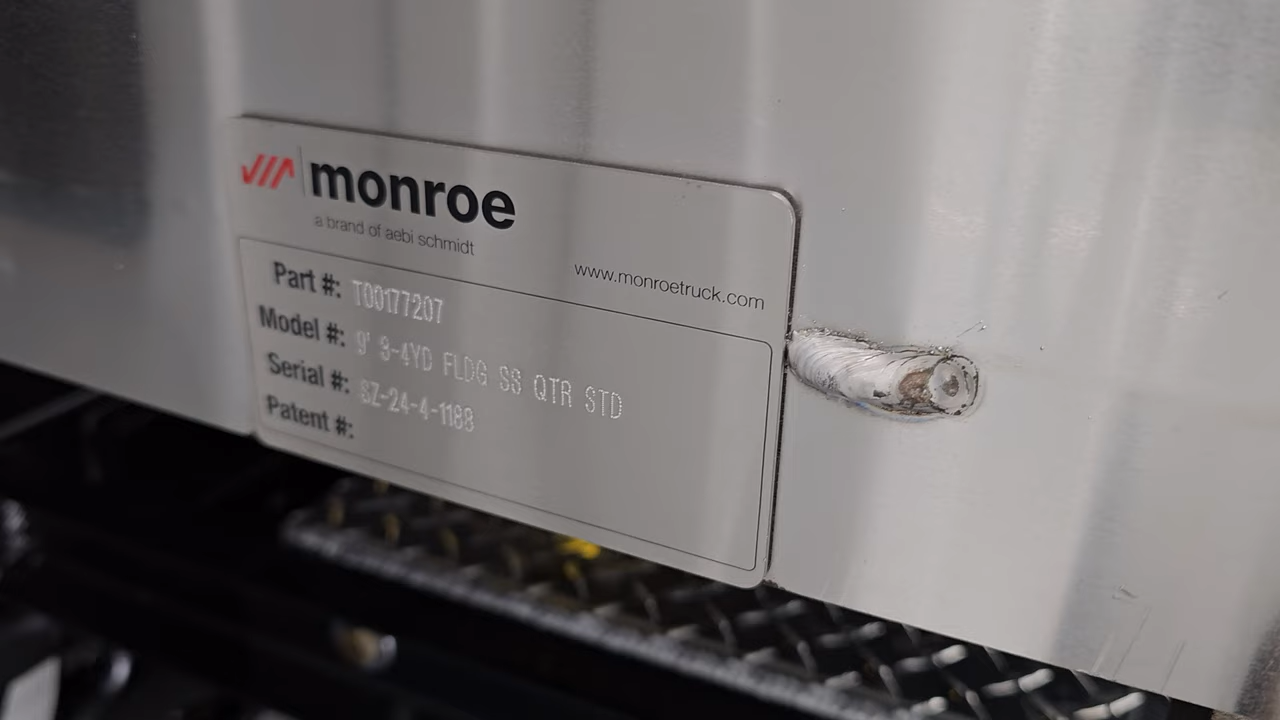 monroe
a brand of aebi schmidt
www.monroetruck.com
Part #: T00177207
Model #: 9' 3-4YD FLDG SS QTR STD
Serial #: SZ-24-4-1188
Patent #: